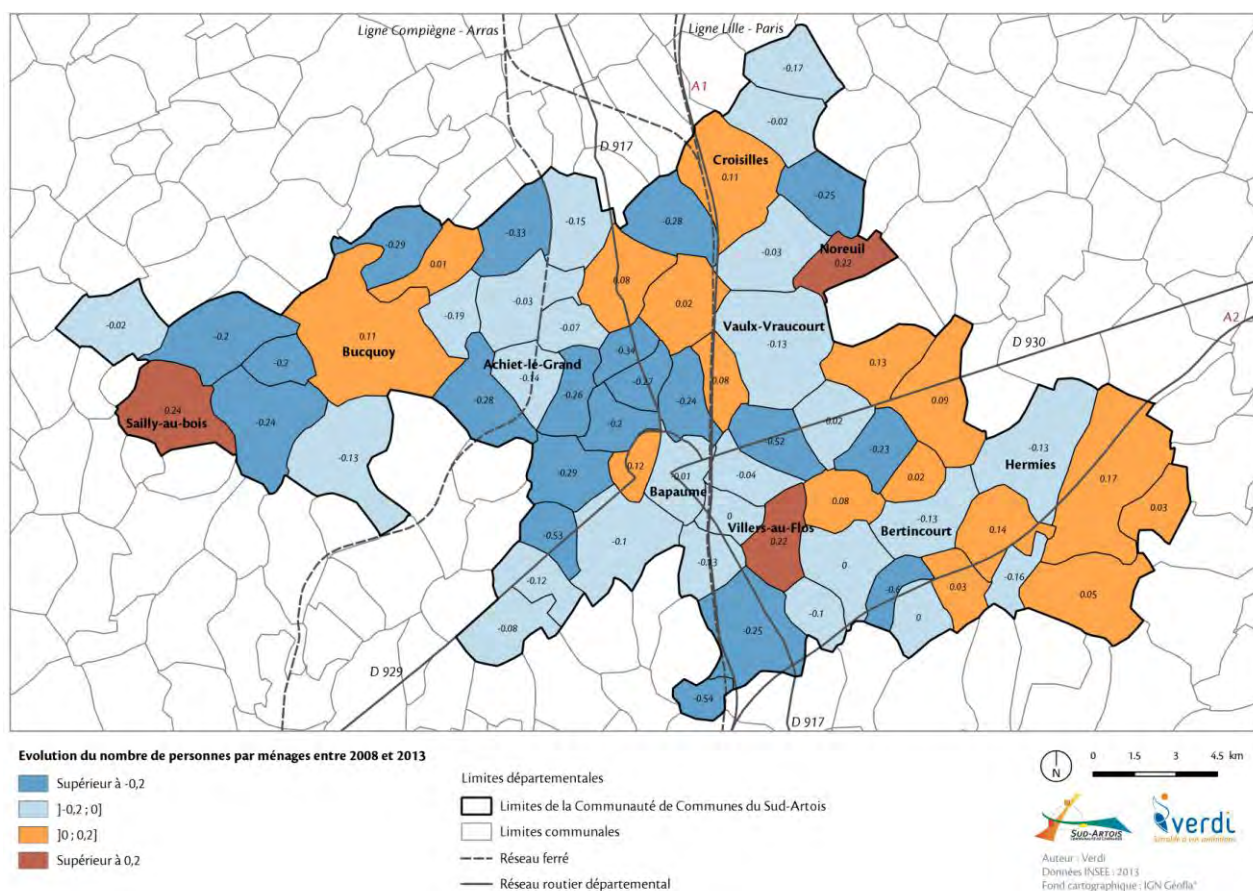 Ligne Compiègne - Arras
Ligne Lille - Paris
-0.17
A1
-0.02
D 917
Croisilles
0.11
-0.25
-0.15
-0.28
-0.33
-0.29
-0.03
Noreuil
0.22
0.01
0.08
A2
-0.03
0.02
-0.02
-0.19
-0.07
Vaulx-Vraucourt
-0.13
-0.2
0.11
Bucquoy
D 930
-0.34
-0.2
Achiet-le-Grand
-0.14
0.13
0.08
-0.27
0.09
0.24
Sailly-au-bois
-0.28
-0.26
-0.24
-0.24
-0.2
0.02
-0.52
-0.23
-0.13
Hermies
-0.13
0.12
-0.29
-0.01
Bapaume
-0.04
0.02
0.17
0.08
0.03
0
Villers-au-Flos
0.22
-0.13
Bertincourt
0.14
-0.53
-0.1
-0.13
0
-0.12
-0.16
0.03
-0.6
0.05
-0.1
0
-0.08
-0.25
D 929
-0.54
D 917
Evolution du nombre de personnes par ménages entre 2008 et 2013
Supérieur à -0,2
]-0,2 ; 0]
]0 ; 0,2]
Supérieur à 0,2
Limites départementales
Limites de la Communauté de Communes du Sud-Artois
Limites communales
Réseau ferré
Réseau routier départemental
N
0 1.5 3 4.5 km
SUD-ARTOIS
COMMUNAUTÉ DE COMMUNES
verdi
Auteur : Verdi
Données INSEE : 2013
Fond cartographique : IGN Géofla®